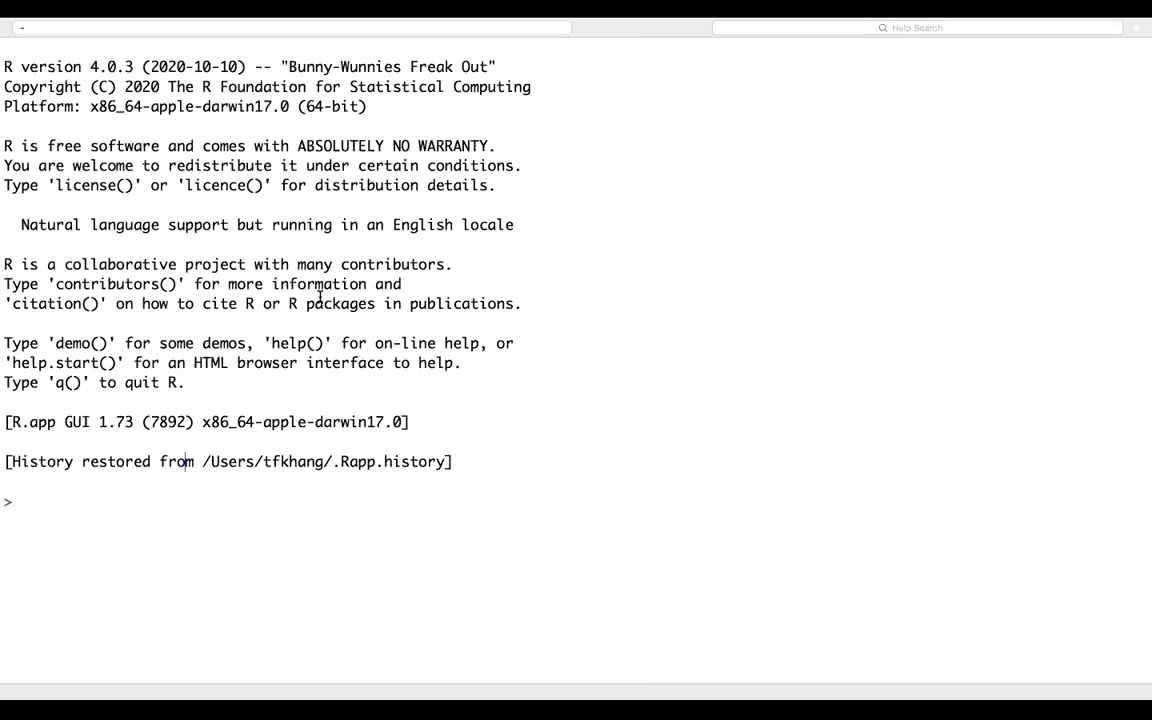 ~
Help Search
R version 4.0.3 (2020-10-10) -- "Bunny-Wunnies Freak Out"
Copyright (C) 2020 The R Foundation for Statistical Computing
Platform: x86_64-apple-darwin17.0 (64-bit)
R is free software and comes with ABSOLUTELY NO WARRANTY.
You are welcome to redistribute it under certain conditions.
Type 'license()' or 'licence()' for distribution details.
Natural language support but running in an English locale
R is a collaborative project with many contributors.
Type 'contributors()' for more information and
'citation()' on how to cite R or R packages in publications.
Type 'demo()' for some demos, 'help()' for on-line help, or
'help.start()' for an HTML browser interface to help.
Type 'q()' to quit R.
[R.app GUI 1.73 (7892) x86_64-apple-darwin17.0]
[History restored from /Users/tfkhang/.Rapp.history]
>